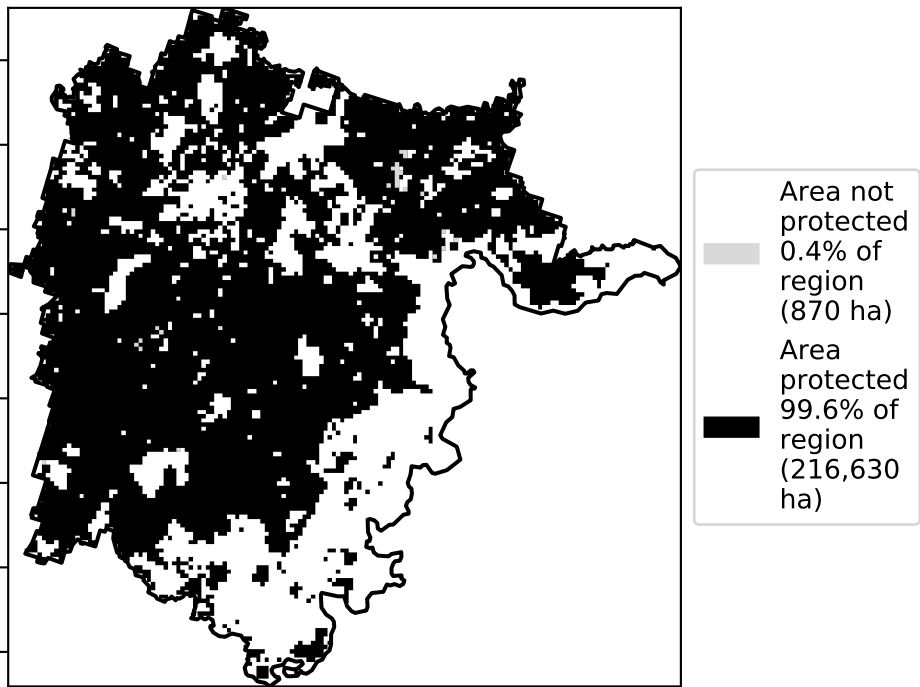 Area not
protected
0.4% of
region
(870 ha)
Area
protected
99.6% of
region
(216,630
ha)